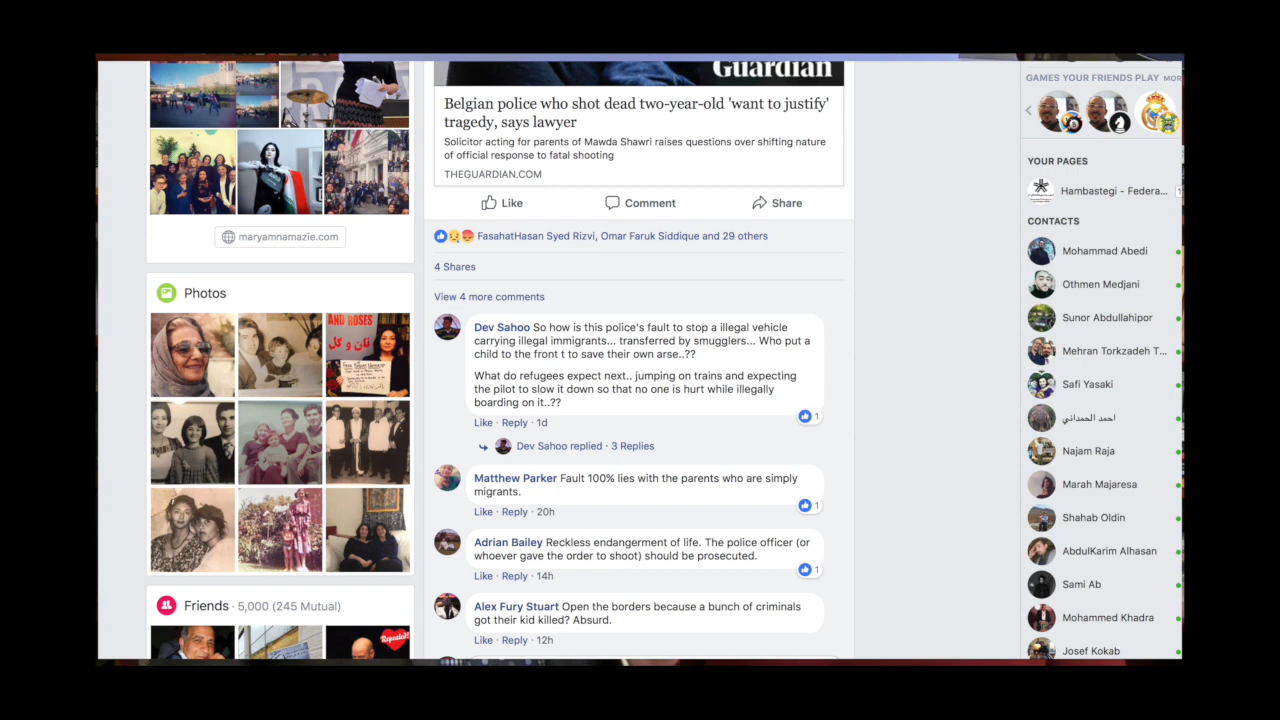 maryamnamazie.com
Photos
AND ROSES
نان و گل
Friends · 5,000 (245 Mutual)
Repealed!
Guardian
Belgian police who shot dead two-year-old 'want to justify'
tragedy, says lawyer
Solicitor acting for parents of Mawda Shawri raises questions over shifting nature
of official response to fatal shooting
THEGUARDIAN.COM
Like Comment Share
FasahatHasan Syed Rizvi, Omar Faruk Siddique and 29 others
4 Shares
View 4 more comments
Dev Sahoo So how is this police's fault to stop a illegal vehicle
carrying illegal immigrants... transferred by smugglers... Who put a
child to the front t to save their own arse..??
What do refugees expect next.. jumping on trains and expecting
the pilot to slow it down so that no one is hurt while illegally
boarding on it..??
1
Like · Reply · 1d
Dev Sahoo replied · 3 Replies
Matthew Parker Fault 100% lies with the parents who are simply
migrants.
1
Like · Reply · 20h
Adrian Bailey Reckless endangerment of life. The police officer (or
whoever gave the order to shoot) should be prosecuted.
1
Like · Reply · 14h
Alex Fury Stuart Open the borders because a bunch of criminals
got their kid killed? Absurd.
Like · Reply · 12h
GAMES YOUR FRIENDS PLAY MOR
YOUR PAGES
Hambastegi - Federa...
1
CONTACTS
Mohammad Abedi
Othmen Medjani
Sunor Abdullahipor
Mehran Torkzadeh T...
Safi Yasaki
احمد الحمداني
Najam Raja
Marah Majaresa
Shahab Oldin
AbdulKarim Alhasan
Sami Ab
Mohammed Khadra
Josef Kokab